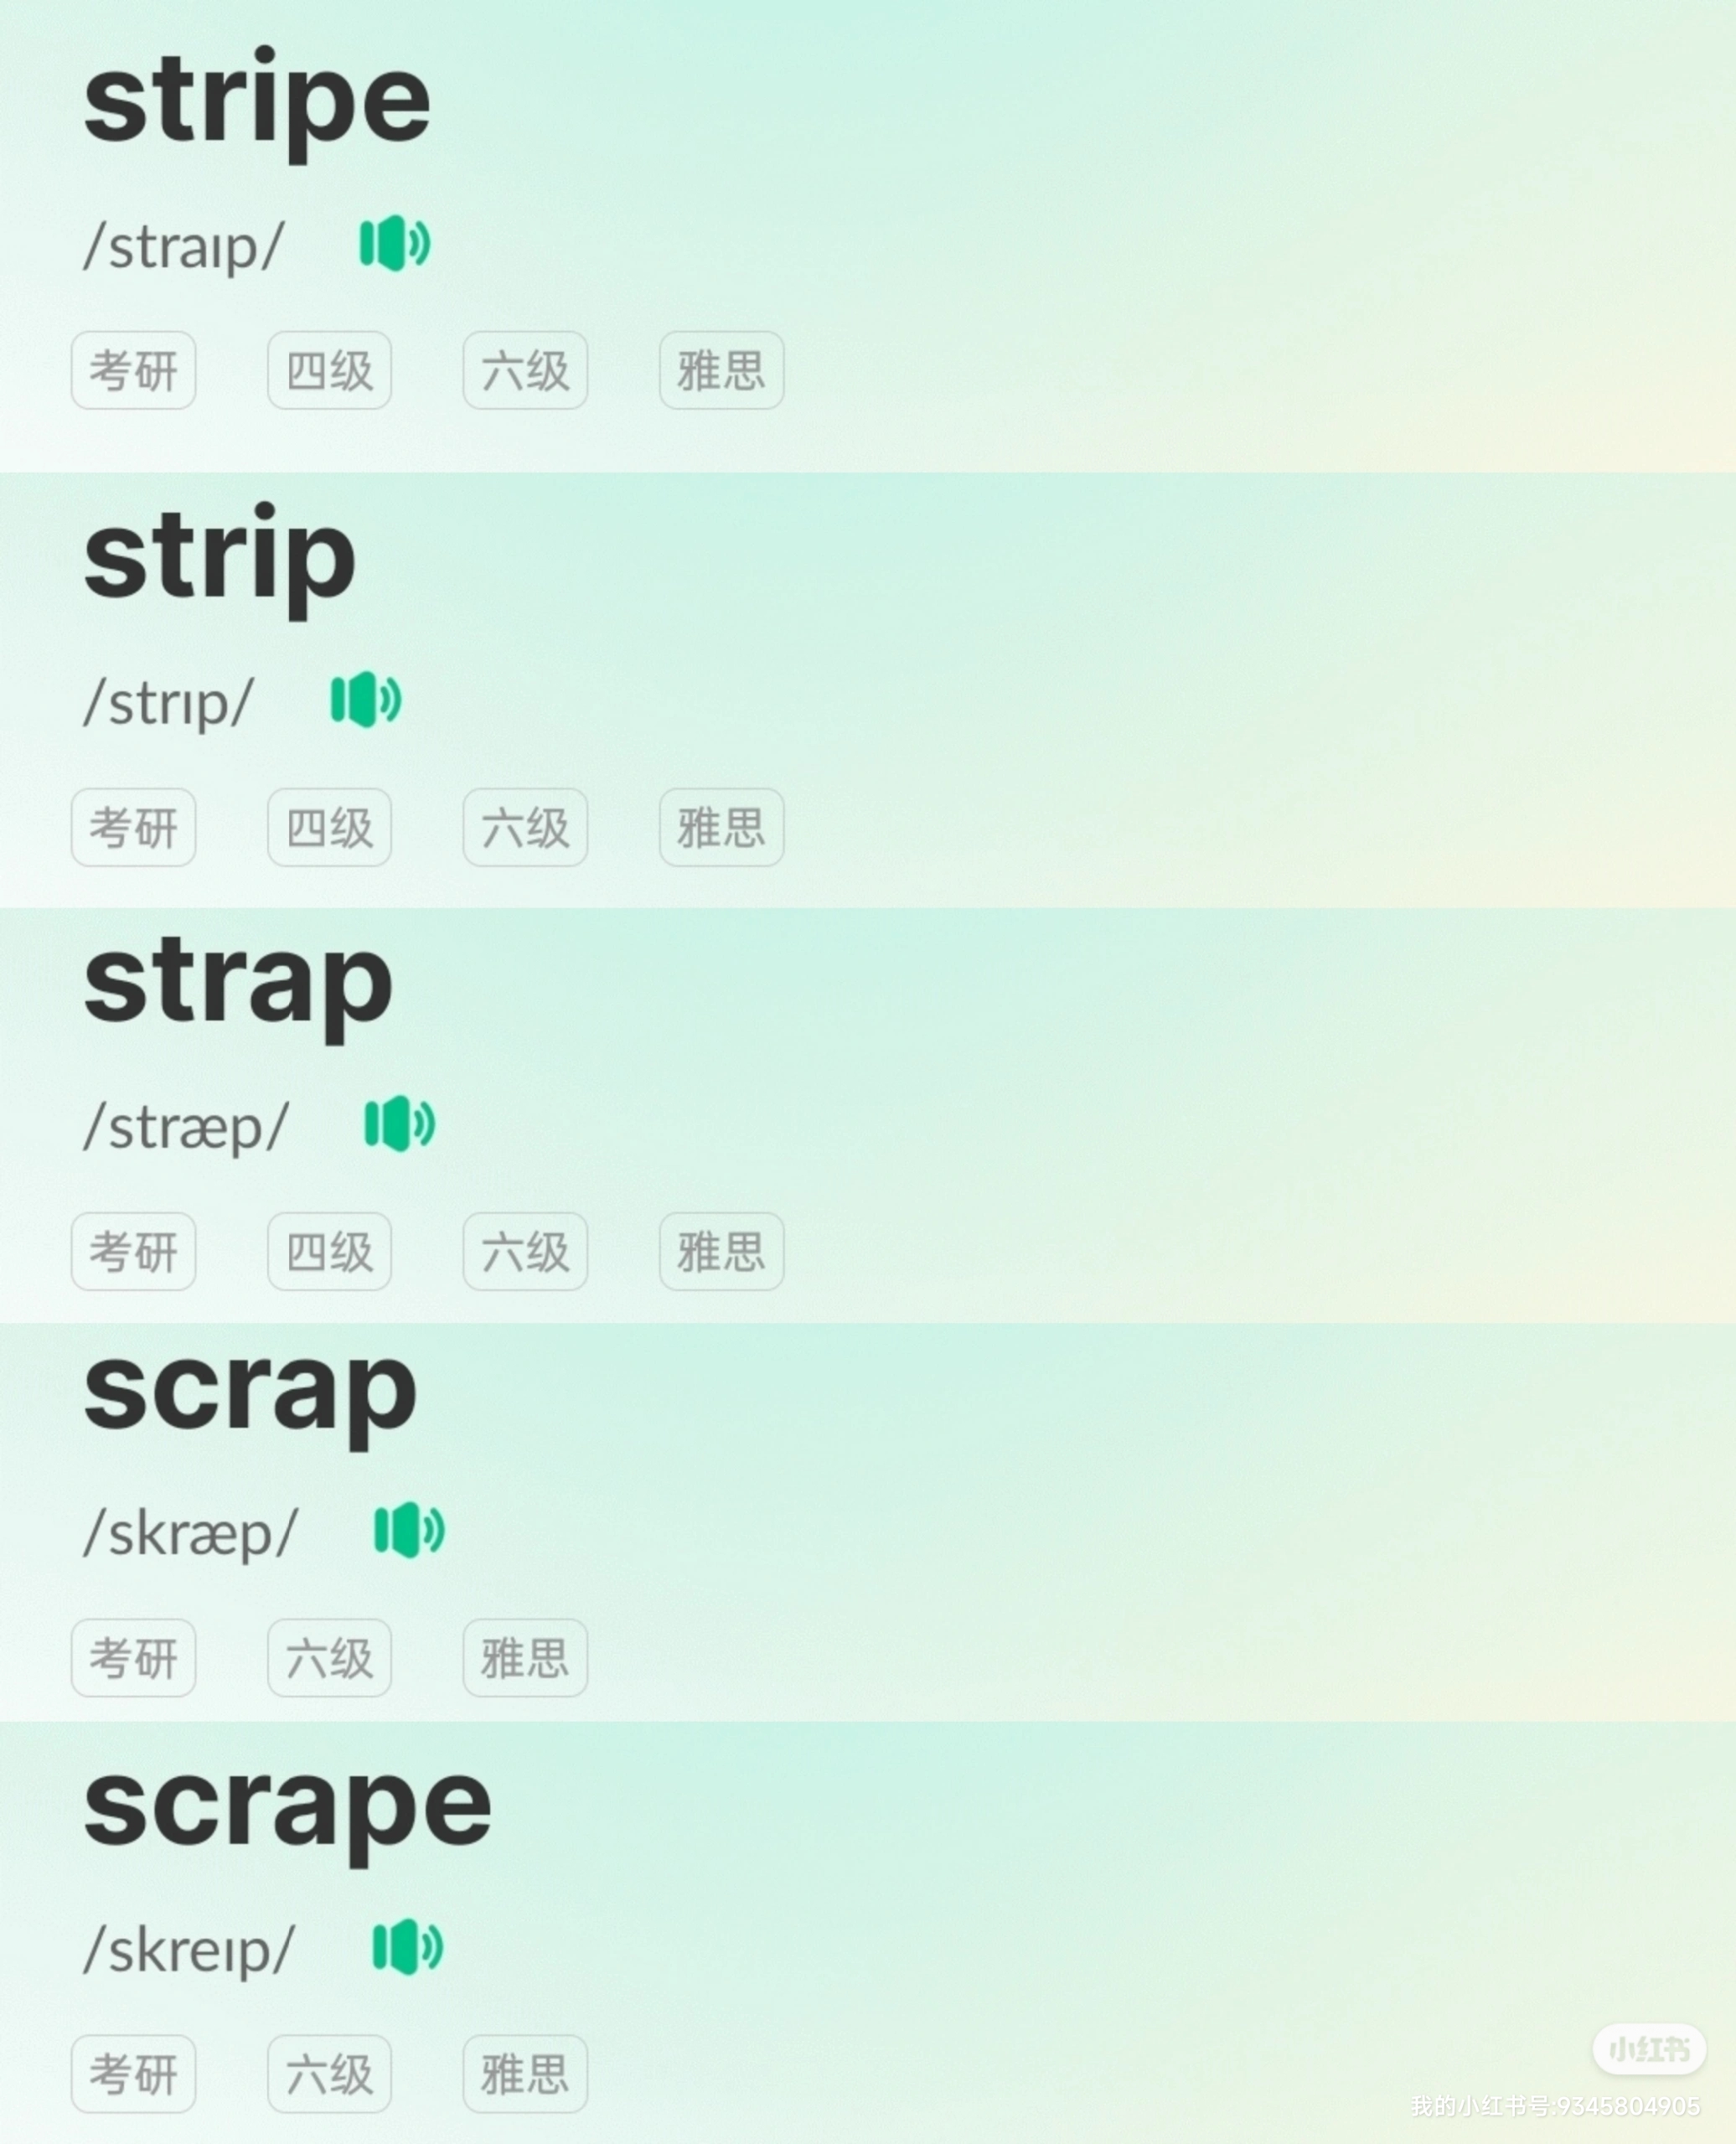 stripe
/straɪp/
考研 四级 六级 雅思
strip
/strɪp/
考研 四级 六级 雅思
strap
/stræp/
考研 四级 六级 雅思
scrap
/skræp/
考研 六级 雅思
scrape
/skreɪp/
考研 六级 雅思
小红书
我的小红书号:9345804905